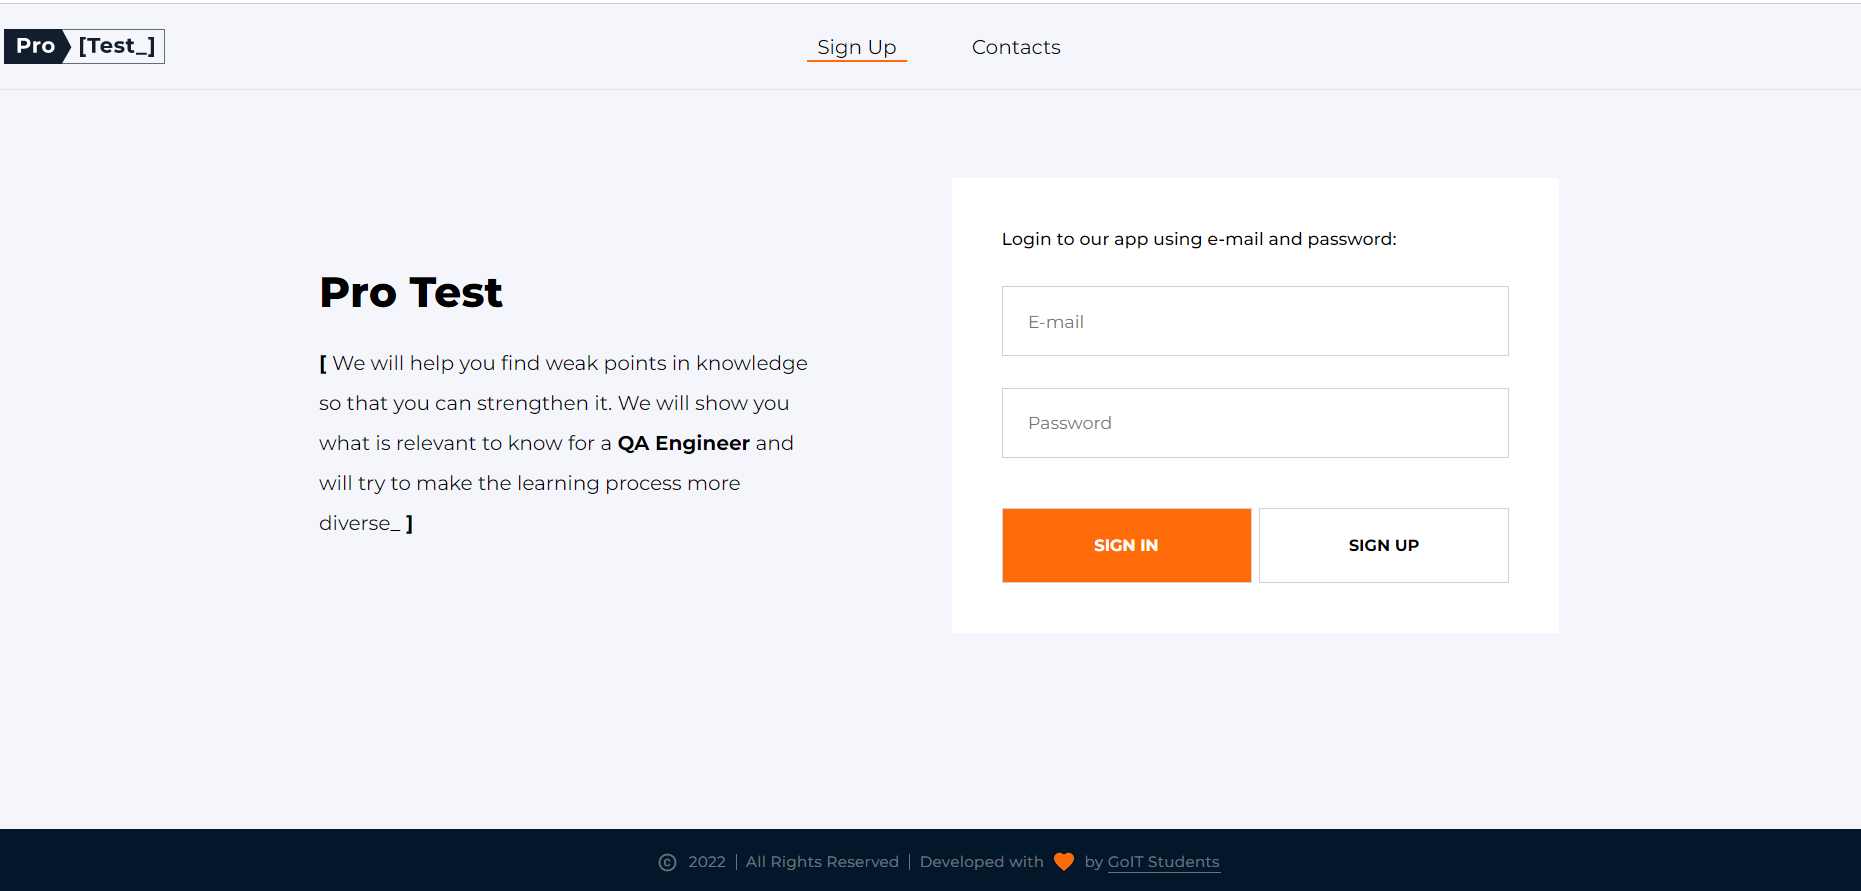 Pro [Test_]
Sign Up
Contacts
Pro Test
[ We will help you find weak points in knowledge
so that you can strengthen it. We will show you
what is relevant to know for a QA Engineer and
will try to make the learning process more
diverse_ ]
Login to our app using e-mail and password:
E-mail
Password
SIGN IN
SIGN UP
© 2022 | All Rights Reserved | Developed with 🧡 by GoIT Students